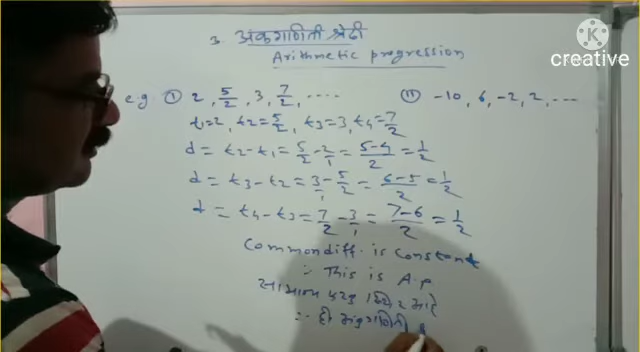 creative
3. अंकगणिती श्रेढी
Arithmetic progression
e.g ① 2, 5/2, 3, 7/2, ....
t1=2, t2=5/2, t3=3, t4=7/2
d = t2-t1 = 5/2 - 2/1 = 5-4/2 = 1/2
d = t3-t2 = 3/1 - 5/2 = 6-5/2 = 1/2
d = t4-t3 = 7/2 - 3/1 = 7-6/2 = 1/2
Common diff. is constant
∴ This is A.p
सामान्य फरक स्थिर आहे
∴ ही अंकगणिती
ⓘⓘ -10, 6, -2, 2, ...